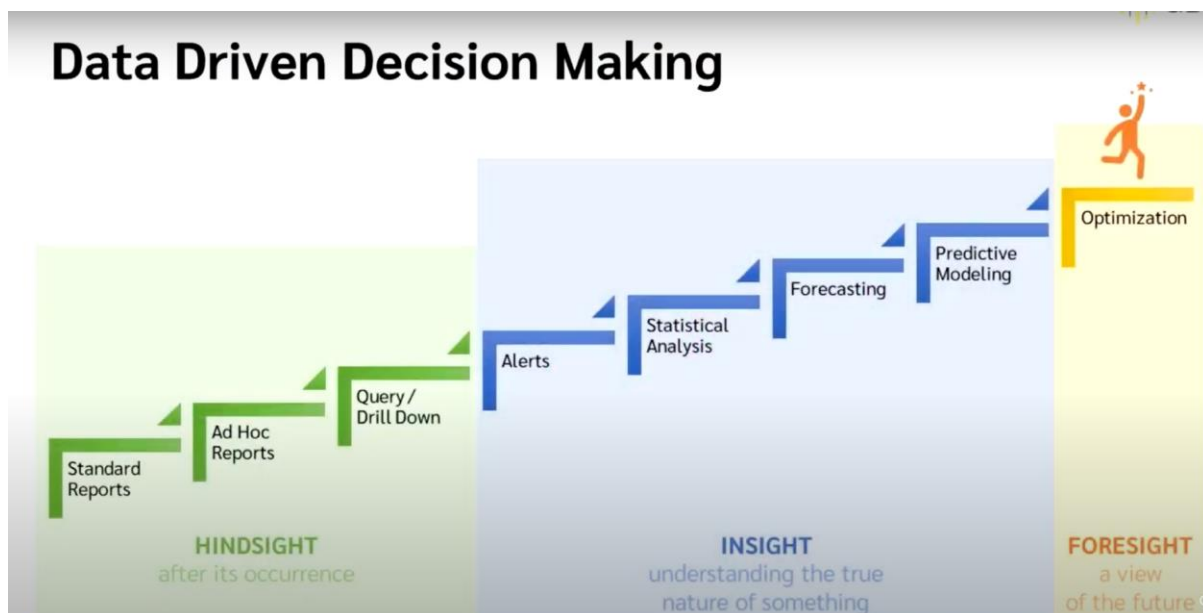 Data Driven Decision Making
Optimization
Predictive
Modeling
Forecasting
Statistical
Analysis
Alerts
Query /
Drill Down
Ad Hoc
Reports
Standard
Reports
HINDSIGHT
after its occurrence
INSIGHT
understanding the true
nature of something
FORESIGHT
a view
of the future